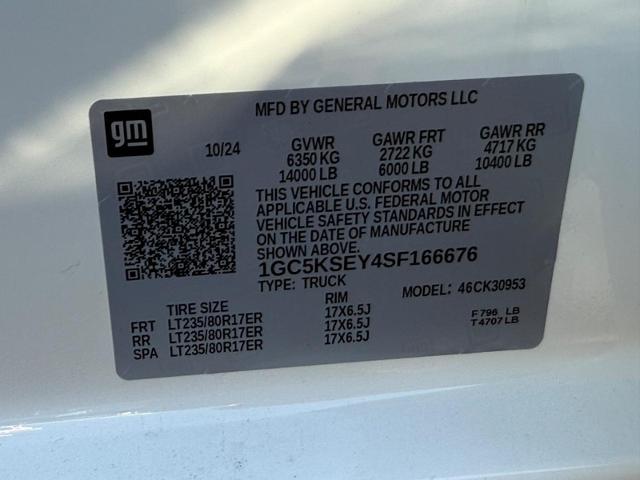 MFD BY GENERAL MOTORS LLC
gm
10/24
GVWR GAWR FRT GAWR RR
6350 KG 2722 KG 4717 KG
14000 LB 6000 LB 10400 LB
THIS VEHICLE CONFORMS TO ALL
APPLICABLE U.S. FEDERAL MOTOR
VEHICLE SAFETY STANDARDS IN EFFECT
ON THE DATE OF MANUFACTURE
SHOWN ABOVE.
1GC5KSEY4SF166676
TYPE: TRUCK MODEL: 46CK30953
TIRE SIZE RIM
FRT LT235/80R17ER 17X6.5J
RR LT235/80R17ER 17X6.5J
SPA LT235/80R17ER 17X6.5J
F 796 LB
T 4707 LB